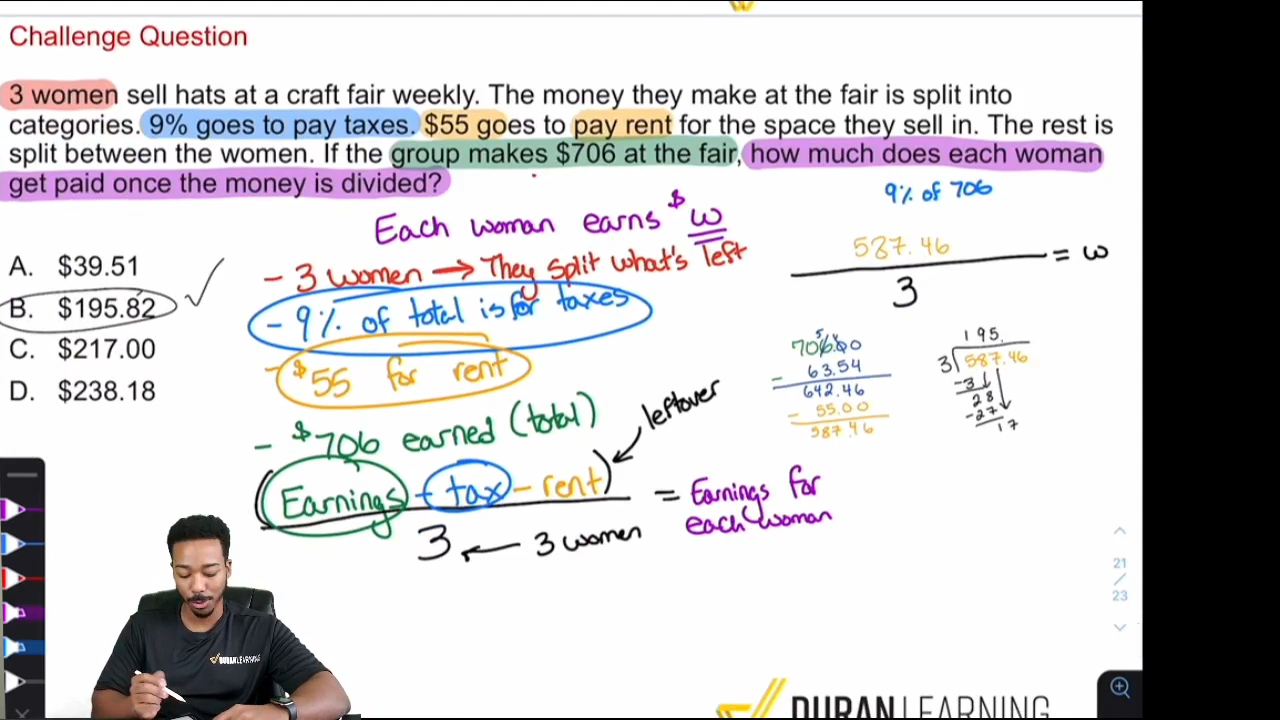 Challenge Question
3 women sell hats at a craft fair weekly. The money they make at the fair is split into
categories. 9% goes to pay taxes. $55 goes to pay rent for the space they sell in. The rest is
split between the women. If the group makes $706 at the fair, how much does each woman
get paid once the money is divided?
9% of 706
Each woman earns $ w
A. $39.51
B. $195.82
C. $217.00
D. $238.18
- 3 women → They split what's left
- 9% of total is for taxes
- $55 for rent
- $706 earned (total)
leftover
(Earnings - tax - rent)
3 ← 3 women
= Earnings for
each woman
587.46
= w
3
706.00
- 63.54
642.46
- 55.00
587.46
195.
3 587.46
-3
28
-27
17
21
/
23
DURAN LEARNING
DURAN LEARNING